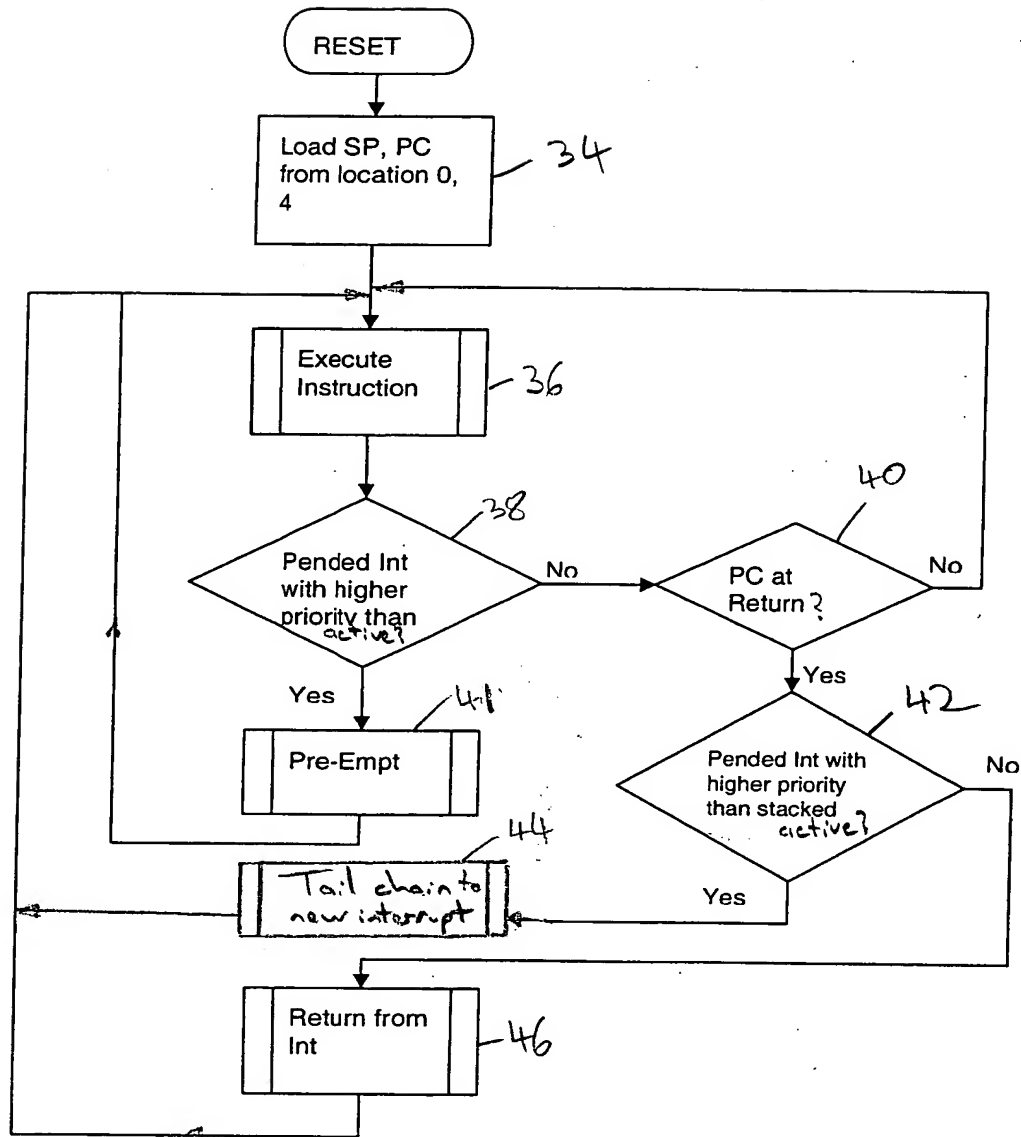 RESET
Load SP, PC
from location 0,
4
34
Execute
Instruction
36
38
Pended Int
with higher
priority than
active?
No
40
PC at
Return?
No
Yes
41
Pre-Empt
Yes
42
Pended Int with
higher priority
than stacked
active?
No
44
Tail chain to
new interrupt
Yes
Return from
Int
46